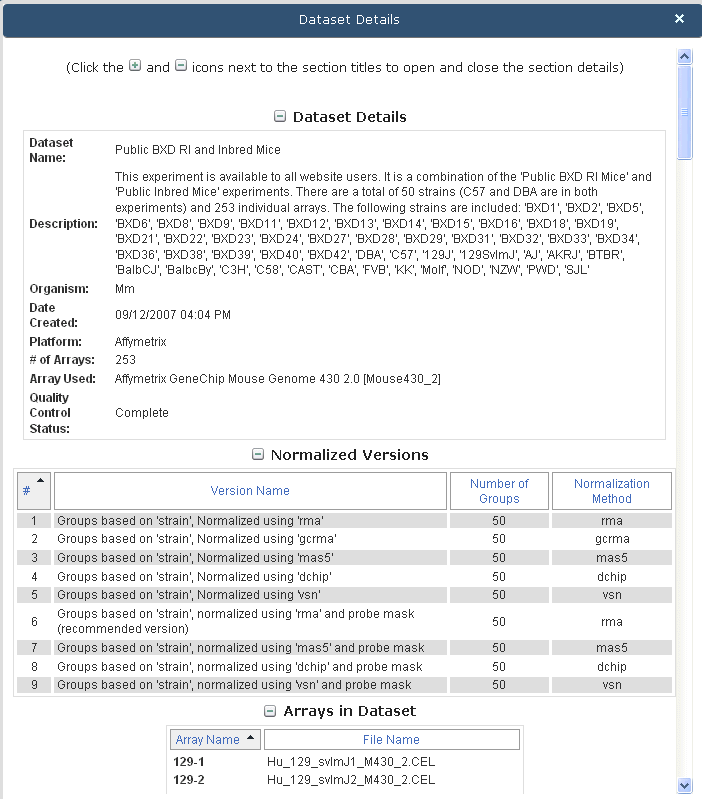 Dataset Details
(Click the and icons next to the section titles to open and close the section details)
Dataset Details
Dataset Name: Public BXD RI and Inbred Mice
This experiment is available to all website users. It is a combination of the 'Public BXD RI Mice' and
'Public Inbred Mice' experiments. There are a total of 50 strains (C57 and DBA are in both
experiments) and 253 individual arrays. The following strains are included: 'BXD1', 'BXD2', 'BXD5',
Description: 'BXD6', 'BXD8', 'BXD9', 'BXD11', 'BXD12', 'BXD13', 'BXD14', 'BXD15', 'BXD16', 'BXD18', 'BXD19',
'BXD21', 'BXD22', 'BXD23', 'BXD24', 'BXD27', 'BXD28', 'BXD29', 'BXD31', 'BXD32', 'BXD33', 'BXD34',
'BXD36', 'BXD38', 'BXD39', 'BXD40', 'BXD42', 'DBA', 'C57', '129J', '129SvlmJ', 'AJ', 'AKRJ', 'BTBR',
'BalbCJ', 'BalbcBy', 'C3H', 'C58', 'CAST', 'CBA', 'FVB', 'KK', 'Molf', 'NOD', 'NZW', 'PWD', 'SJL'
Organism: Mm
Date Created: 09/12/2007 04:04 PM
Platform: Affymetrix
# of Arrays: 253
Array Used: Affymetrix GeneChip Mouse Genome 430 2.0 [Mouse430_2]
Quality Control Status: Complete
Normalized Versions
# Version Name Number of Groups Normalization Method
1 Groups based on 'strain', Normalized using 'rma' 50 rma
2 Groups based on 'strain', Normalized using 'gcrma' 50 gcrma
3 Groups based on 'strain', Normalized using 'mas5' 50 mas5
4 Groups based on 'strain', Normalized using 'dchip' 50 dchip
5 Groups based on 'strain', Normalized using 'vsn' 50 vsn
6 Groups based on 'strain', normalized using 'rma' and probe mask (recommended version) 50 rma
7 Groups based on 'strain', normalized using 'mas5' and probe mask 50 mas5
8 Groups based on 'strain', normalized using 'dchip' and probe mask 50 dchip
9 Groups based on 'strain', normalized using 'vsn' and probe mask 50 vsn
Arrays in Dataset
Array Name File Name
129-1 Hu_129_svlmJ1_M430_2.CEL
129-2 Hu_129_svlmJ2_M430_2.CEL